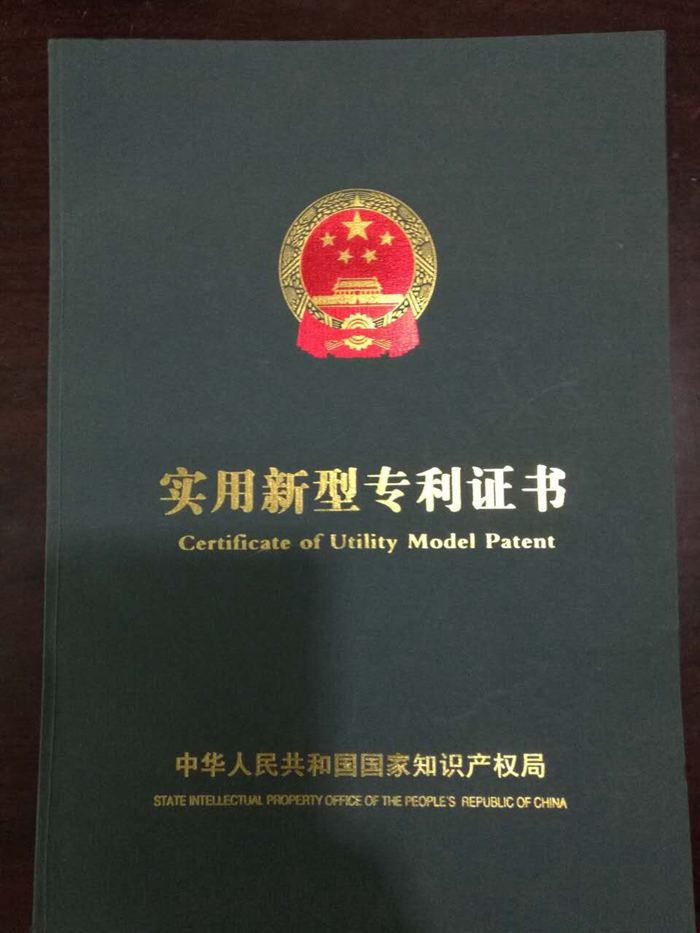 实用新型专利证书
Certificate of Utility Model Patent
中华人民共和国国家知识产权局
STATE INTELLECTUAL PROPERTY OFFICE OF THE PEOPLE'S REPUBLIC OF CHINA